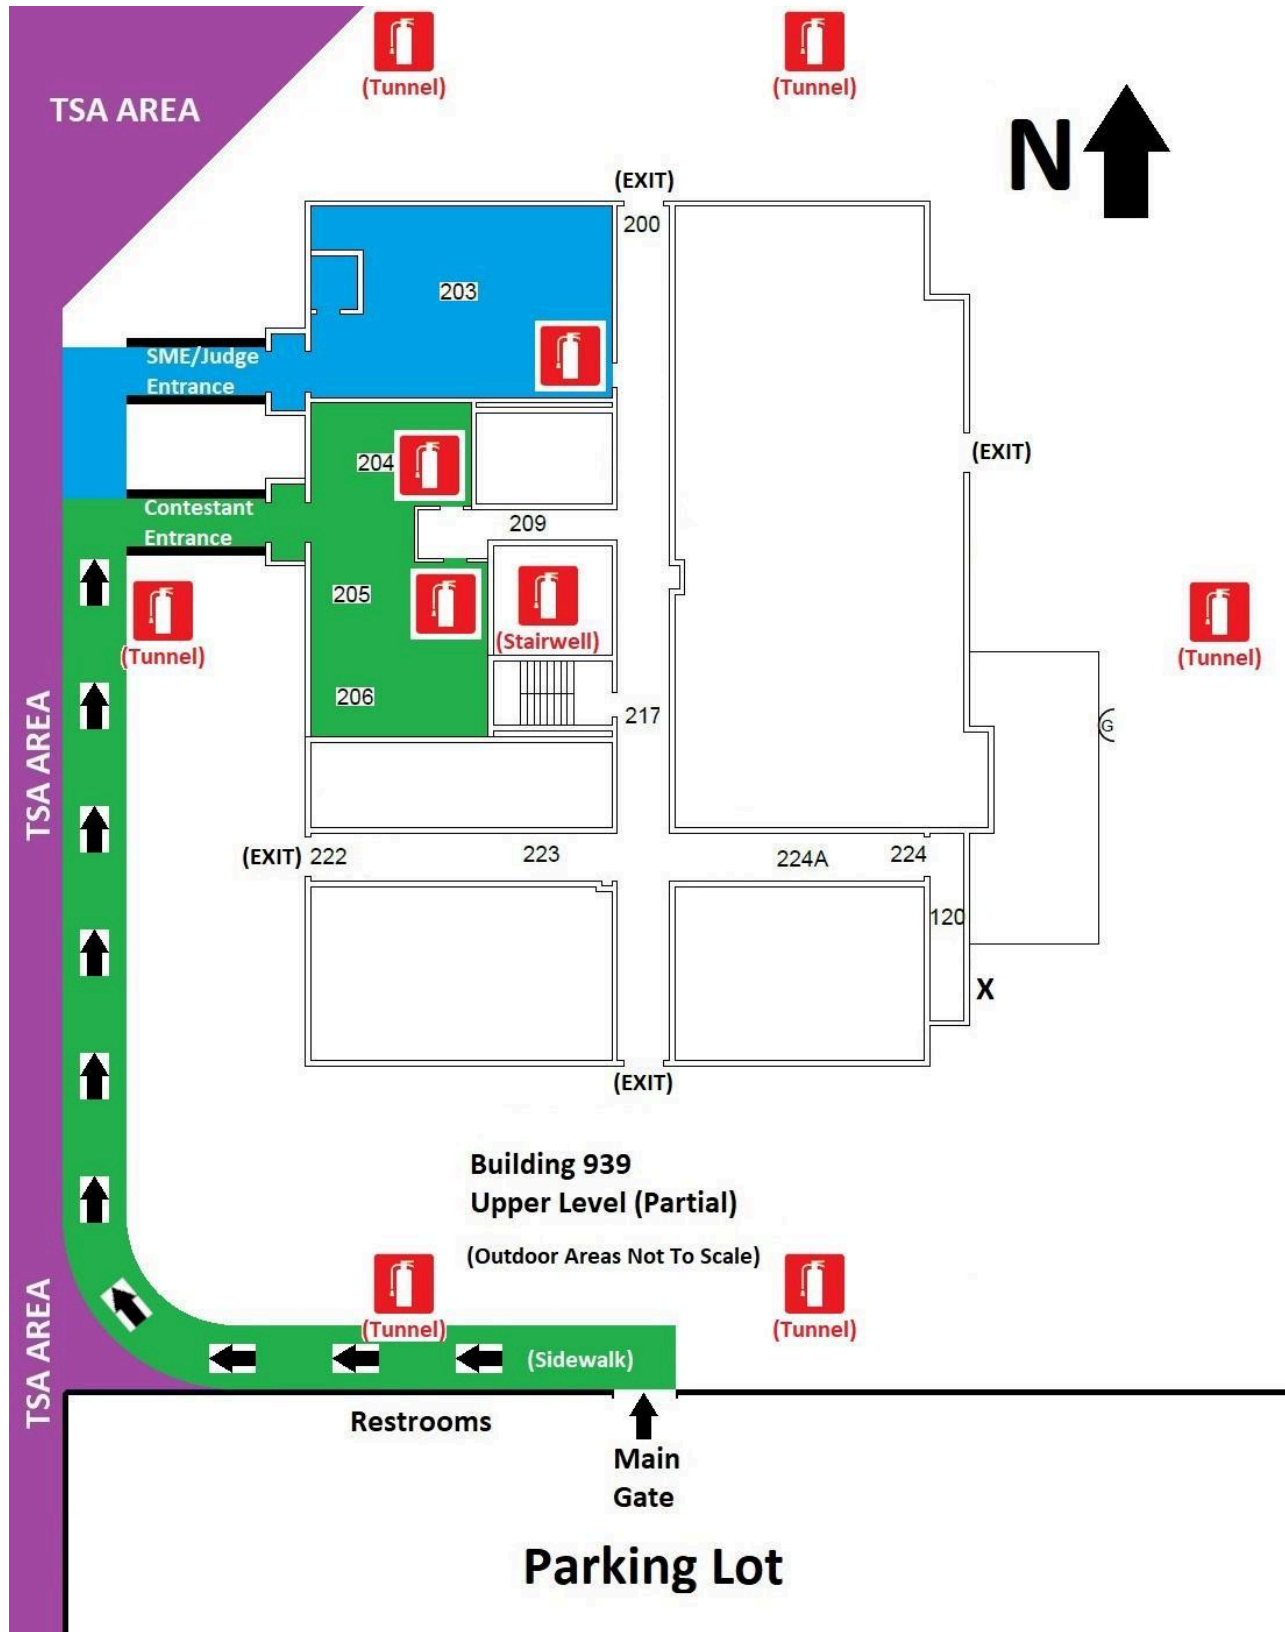 (Tunnel)
(Tunnel)
TSA AREA
N
(EXIT)
200
203
SME/Judge
Entrance
(EXIT)
204
Contestant
Entrance
209
205
(Stairwell)
(Tunnel)
(Tunnel)
206
217
G
TSA AREA
(EXIT)
222
223
224A
224
120
X
(EXIT)
Building 939
Upper Level (Partial)
(Outdoor Areas Not To Scale)
(Tunnel)
(Tunnel)
TSA AREA
(Sidewalk)
Restrooms
Main
Gate
Parking Lot